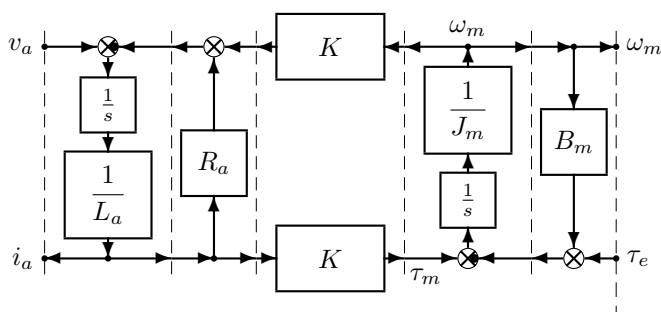 ω_m
v_a K ω_m
1/s 1/J_m
R_a B_m
1/L_a 1/s
i_a K τ_m τ_e